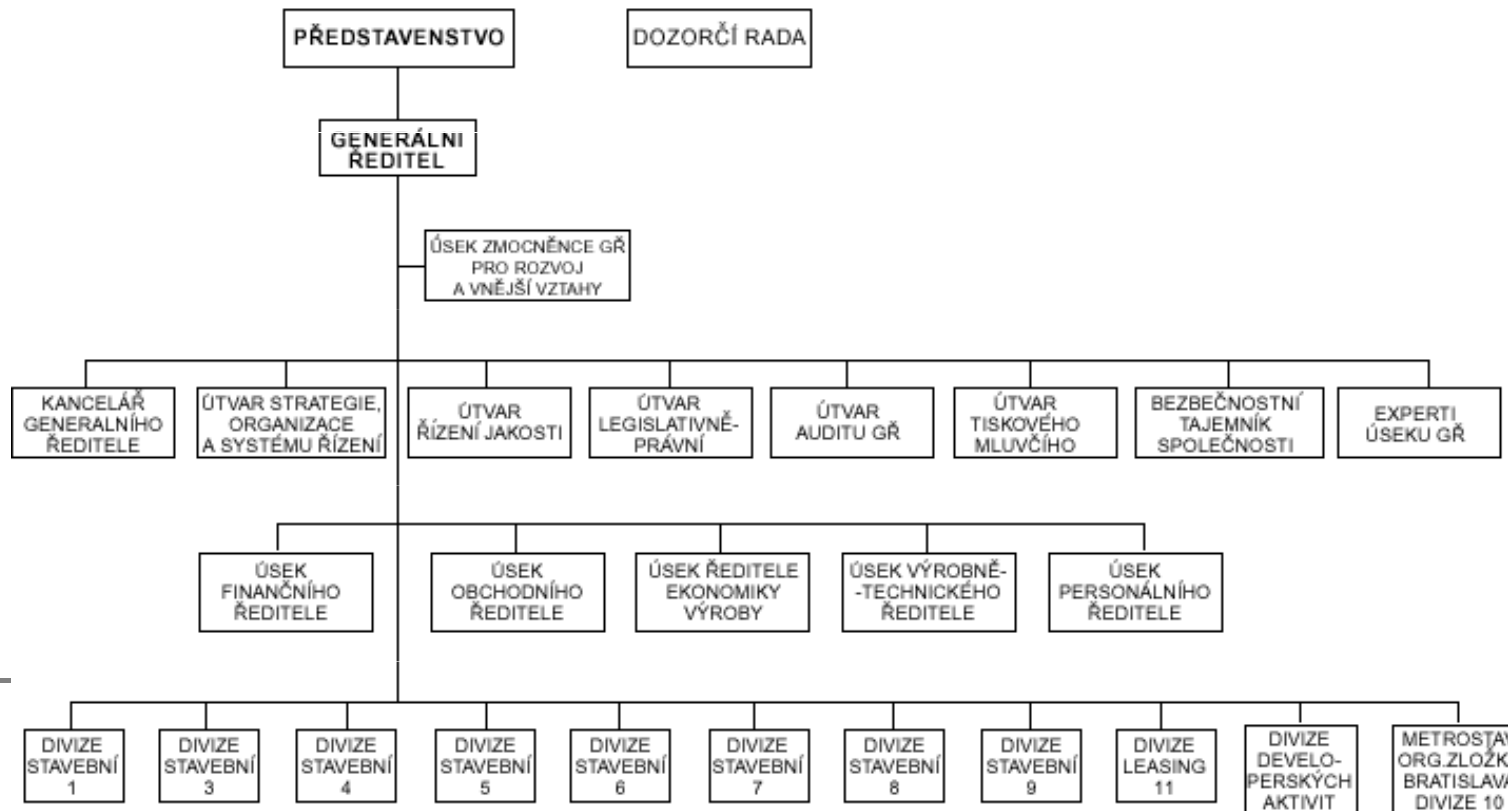 PŘEDSTAVENSTVO
DOZORČÍ RADA
GENERÁLNI
ŘEDITEL
ÚSEK ZMOCNĚNCE GŘ
PRO ROZVOJ
A VNĚJŠÍ VZTAHY
KANCELÁŘ
GENERALNÍHO
ŘEDITELE
ÚTVAR STRATEGIE,
ORGANIZACE
A SYSTÉMU ŘÍZENÍ
ÚTVAR
ŘÍZENÍ JAKOSTI
ÚTVAR
LEGISLATIVNĚ-
PRÁVNÍ
ÚTVAR
AUDITU GŘ
ÚTVAR
TISKOVÉHO
MLUVČÍHO
BEZBEČNOSTNÍ
TAJEMNÍK
SPOLEČNOSTI
EXPERTI
ÚSEKU GŘ
ÚSEK
FINANČNÍHO
ŘEDITELE
ÚSEK
OBCHODNÍHO
ŘEDITELE
ÚSEK ŘEDITELE
EKONOMIKY
VÝROBY
ÚSEK VÝROBNĚ-
-TECHNICKÉHO
ŘEDITELE
ÚSEK
PERSONÁLNÍHO
ŘEDITELE
DIVIZE
STAVEBNÍ
1
DIVIZE
STAVEBNÍ
3
DIVIZE
STAVEBNÍ
4
DIVIZE
STAVEBNÍ
5
DIVIZE
STAVEBNÍ
6
DIVIZE
STAVEBNÍ
7
DIVIZE
STAVEBNÍ
8
DIVIZE
STAVEBNÍ
9
DIVIZE
LEASING
11
DIVIZE
DEVELO-
PERSKÝCH
AKTIVIT
METROSTAV
ORG.ZLOŽKA
BRATISLAVA
DIVIZE 10